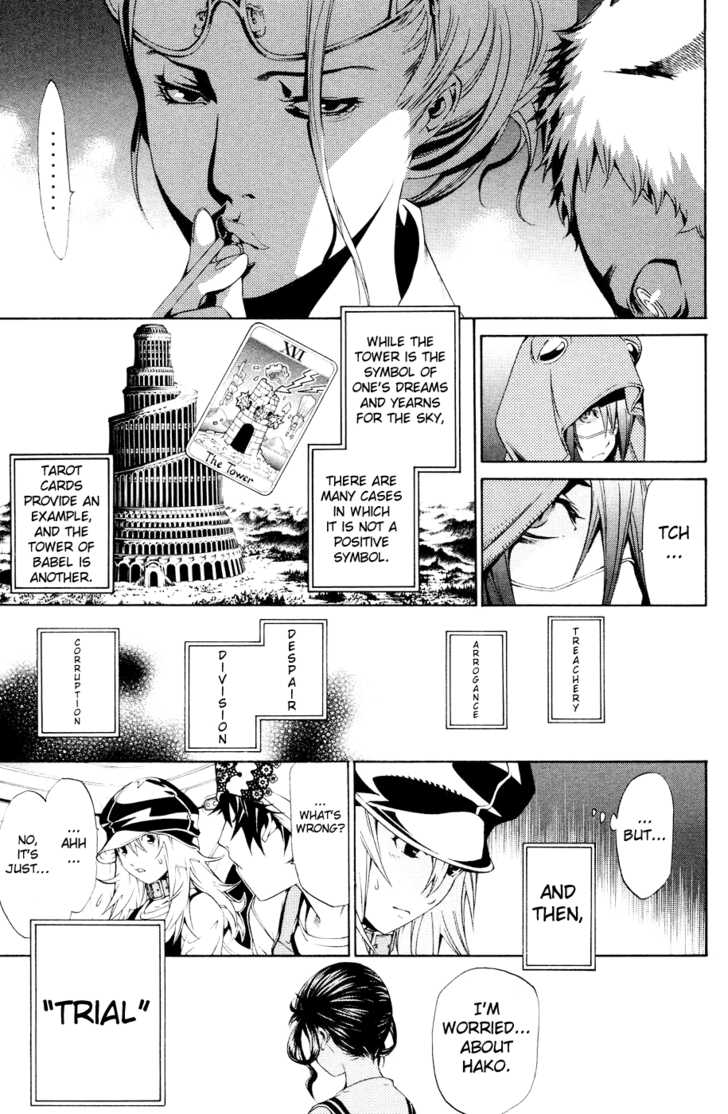 .........
WHILE THE
TOWER IS THE
SYMBOL OF
ONE'S DREAMS
AND YEARNS
FOR THE SKY,
THERE ARE
MANY CASES
IN WHICH
IT IS NOT A
POSITIVE
SYMBOL.
XVI
The Tower
TAROT
CARDS
PROVIDE AN
EXAMPLE,
AND THE
TOWER OF
BABEL IS
ANOTHER.
TCH
...
TREACHERY
ARROGANCE
DESPAIR
DIVISION
CORRUPTION
...
BUT...
AND
THEN,
...
WHAT'S
WRONG?
...
AHH
...
NO,
IT'S
JUST...
"TRIAL"
I'M
WORRIED...
ABOUT
HAKO.